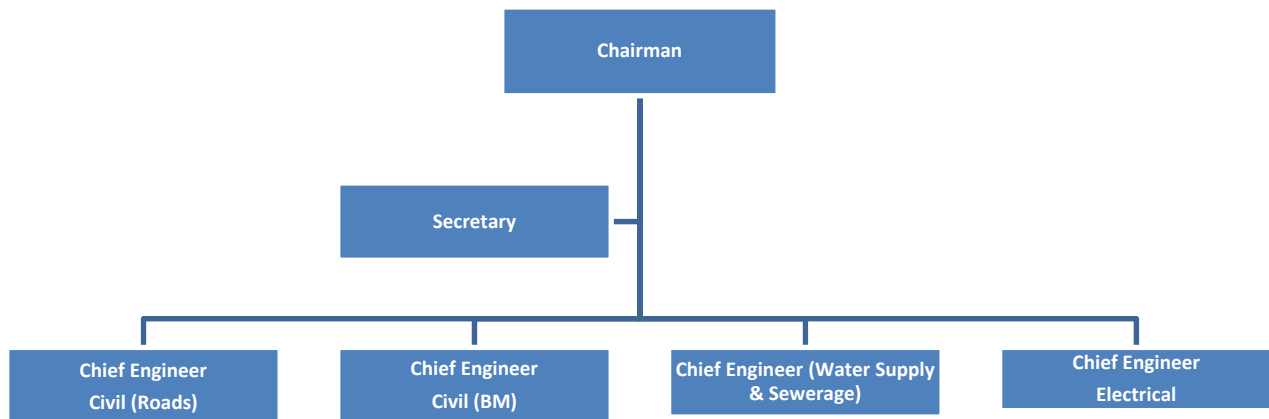 Chairman
Secretary
Chief Engineer
Civil (Roads)
Chief Engineer
Civil (BM)
Chief Engineer (Water Supply
& Sewerage)
Chief Engineer
Electrical